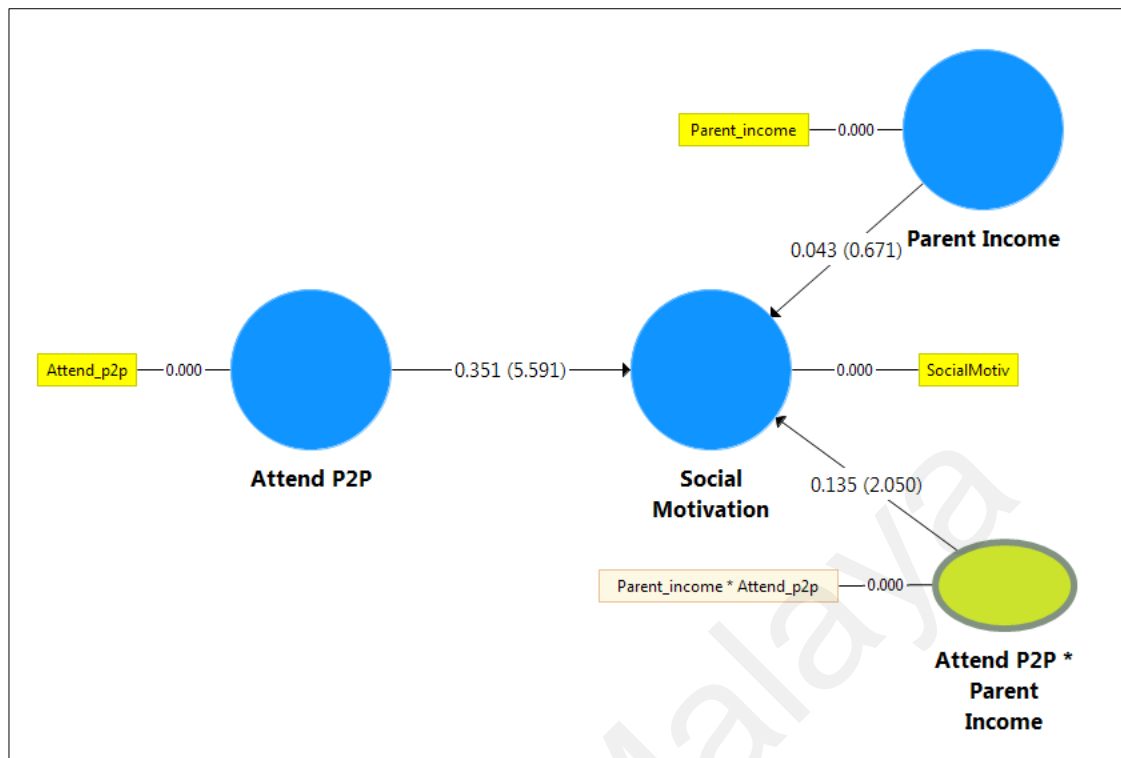 Parent_income
0.000
Parent Income
0.043 (0.671)
Attend_p2p
0.000
0.351 (5.591)
0.000
SocialMotiv
Attend P2P
Social
Motivation
0.135 (2.050)
Parent_income * Attend_p2p
0.000
Attend P2P *
Parent
Income
Malaya